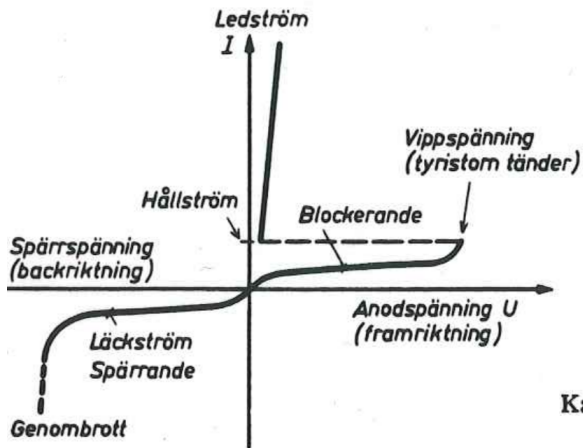 Ledström
I
Vippspänning
(tyristorn tänder)
Hållström
Blockerande
Spärrspänning
(backriktning)
Anodspänning U
(framriktning)
Läckström
Spärrande
Genombrott